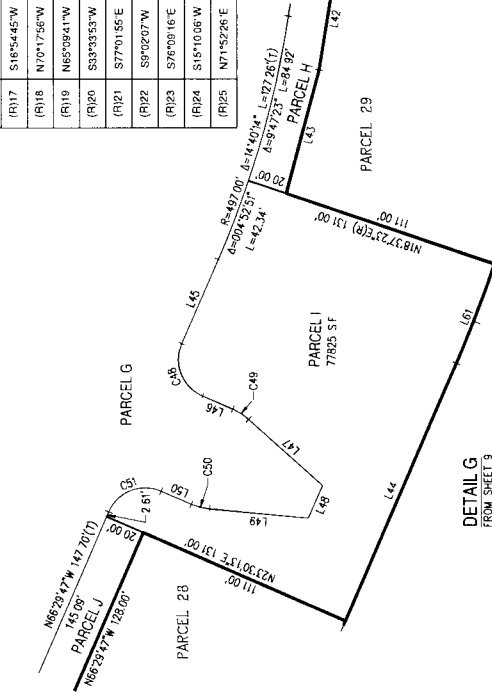 (R)17 S16°54'45"W
(R)18 N70°17'56"W
(R)19 N65°09'41"W
(R)20 S33°33'53"W
(R)21 S77°01'55"E
(R)22 S9°02'07"W
(R)23 S76°09'16"E
(R)24 S15°10'06"W
(R)25 N71°52'26"E
L42
Δ=14°40'14" L=127.26'(T)
Δ=9°47'23" L=84.92'
PARCEL H
L43
PARCEL 29
20.00'
R=497.00'
Δ=004°52'51"
L=42.34'
N18°37'23"E(R) 131.00'
111.00'
L45
C48
PARCEL G
L46
C49
PARCEL I
77825 S.F.
L61
L47
L48
L44
C50
L50
C51
L49
2.61'
20.00'
N23°30'13"E 131.00'
111.00'
N66°29'47"W 147.70'(T)
145.09'
PARCEL J
N66°29'47"W 128.00'
PARCEL 28
DETAIL G
FROM SHEET 9